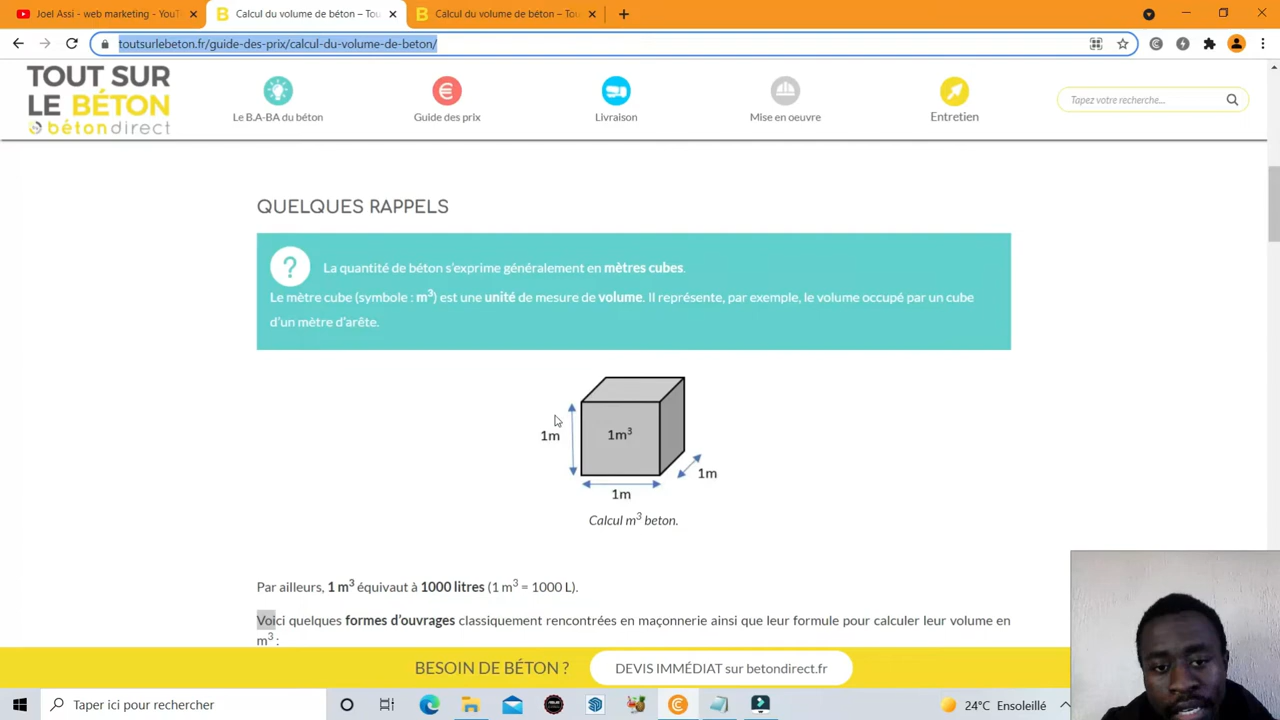 Joel Assi - web marketing - YouT
Calcul du volume de béton – Tou
Calcul du volume de béton – Tou
toutsurlebeton.fr/guide-des-prix/calcul-du-volume-de-beton/
TOUT SUR
LE BÉTON
bétondirect
Le B.A-BA du béton
Guide des prix
Livraison
Mise en oeuvre
Entretien
Tapez votre recherche...
QUELQUES RAPPELS
? La quantité de béton s'exprime généralement en mètres cubes.
Le mètre cube (symbole : m³) est une unité de mesure de volume. Il représente, par exemple, le volume occupé par un cube
d'un mètre d'arête.
1m
1m³
1m
1m
Calcul m³ beton.
Par ailleurs, 1 m³ équivaut à 1000 litres (1 m³ = 1000 L).
Voici quelques formes d'ouvrages classiquement rencontrées en maçonnerie ainsi que leur formule pour calculer leur volume en
m³ :
BESOIN DE BÉTON ?
DEVIS IMMÉDIAT sur betondirect.fr
Taper ici pour rechercher
24°C Ensoleillé